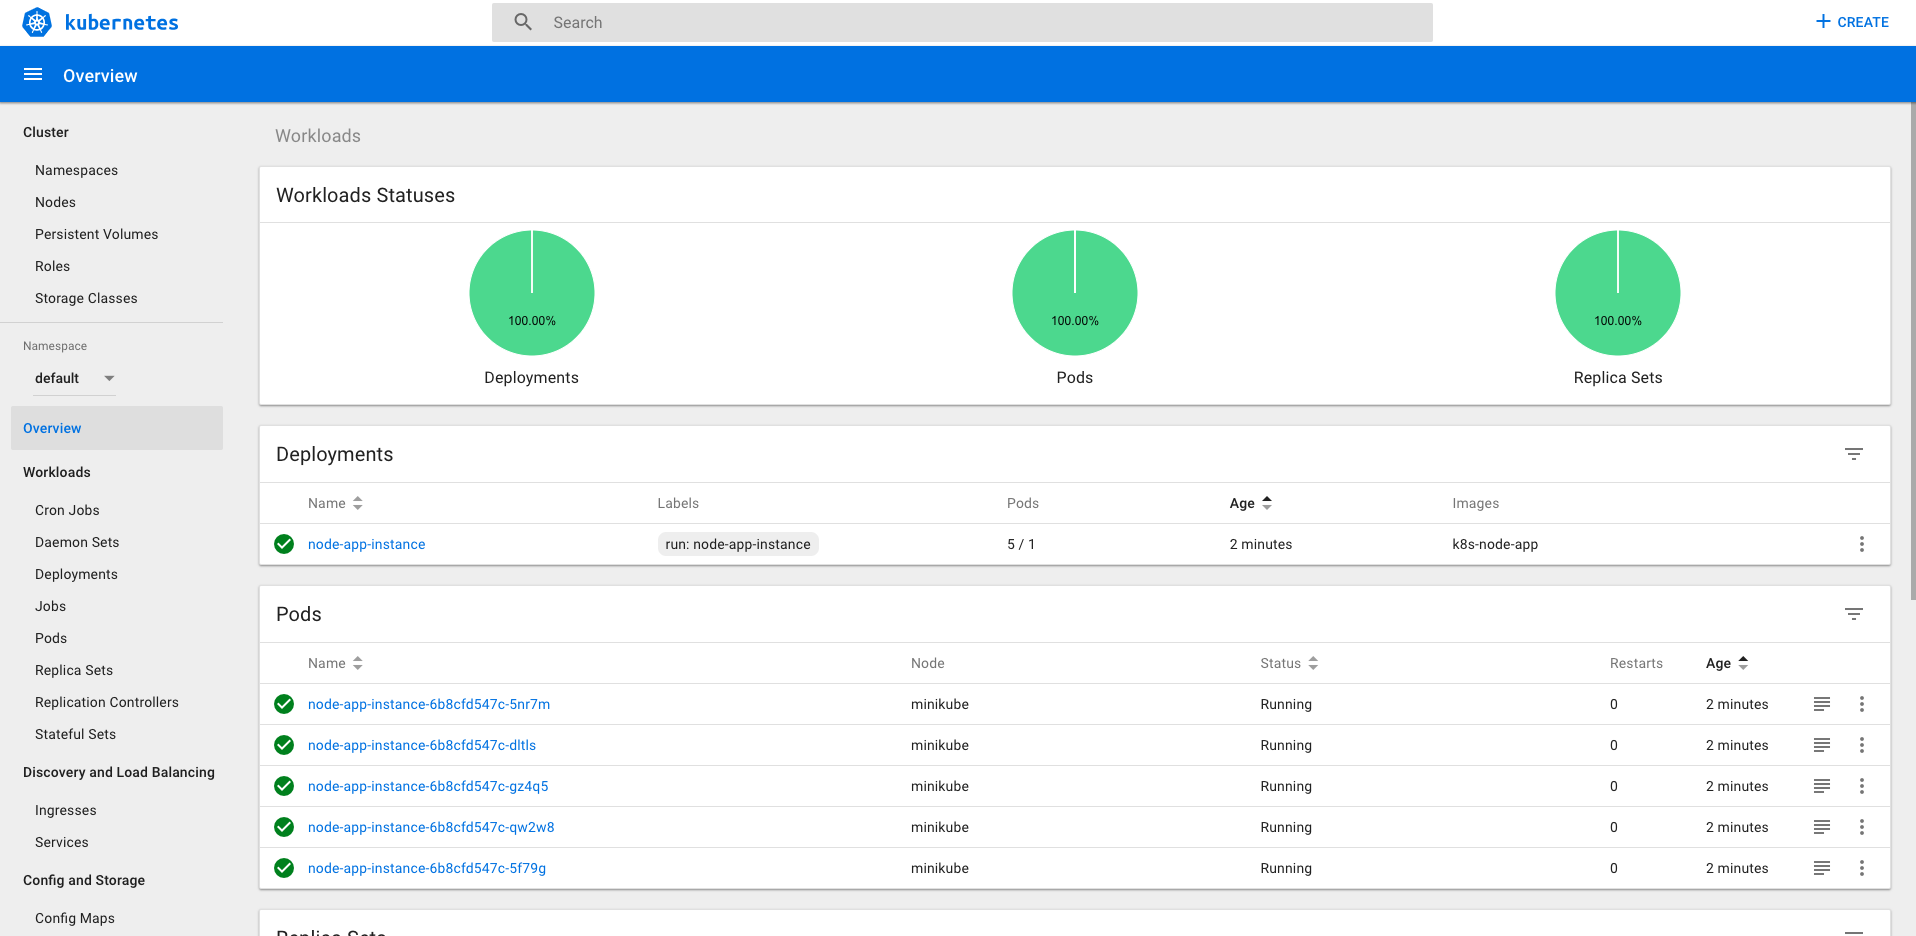 kubernetes
Search
CREATE
Overview
Cluster
Namespaces
Nodes
Persistent Volumes
Roles
Storage Classes
Namespace
default
Overview
Workloads
Cron Jobs
Daemon Sets
Deployments
Jobs
Pods
Replica Sets
Replication Controllers
Stateful Sets
Discovery and Load Balancing
Ingresses
Services
Config and Storage
Config Maps
Workloads
Workloads Statuses
100.00% 100.00% 100.00%
Deployments Pods Replica Sets
Deployments
Name Labels Pods Age Images
node-app-instance run: node-app-instance 5 / 1 2 minutes k8s-node-app
Pods
Name Node Status Restarts Age
node-app-instance-6b8cfd547c-5nr7m minikube Running 0 2 minutes
node-app-instance-6b8cfd547c-dltls minikube Running 0 2 minutes
node-app-instance-6b8cfd547c-gz4q5 minikube Running 0 2 minutes
node-app-instance-6b8cfd547c-qw2w8 minikube Running 0 2 minutes
node-app-instance-6b8cfd547c-5f79g minikube Running 0 2 minutes
Replica Sets